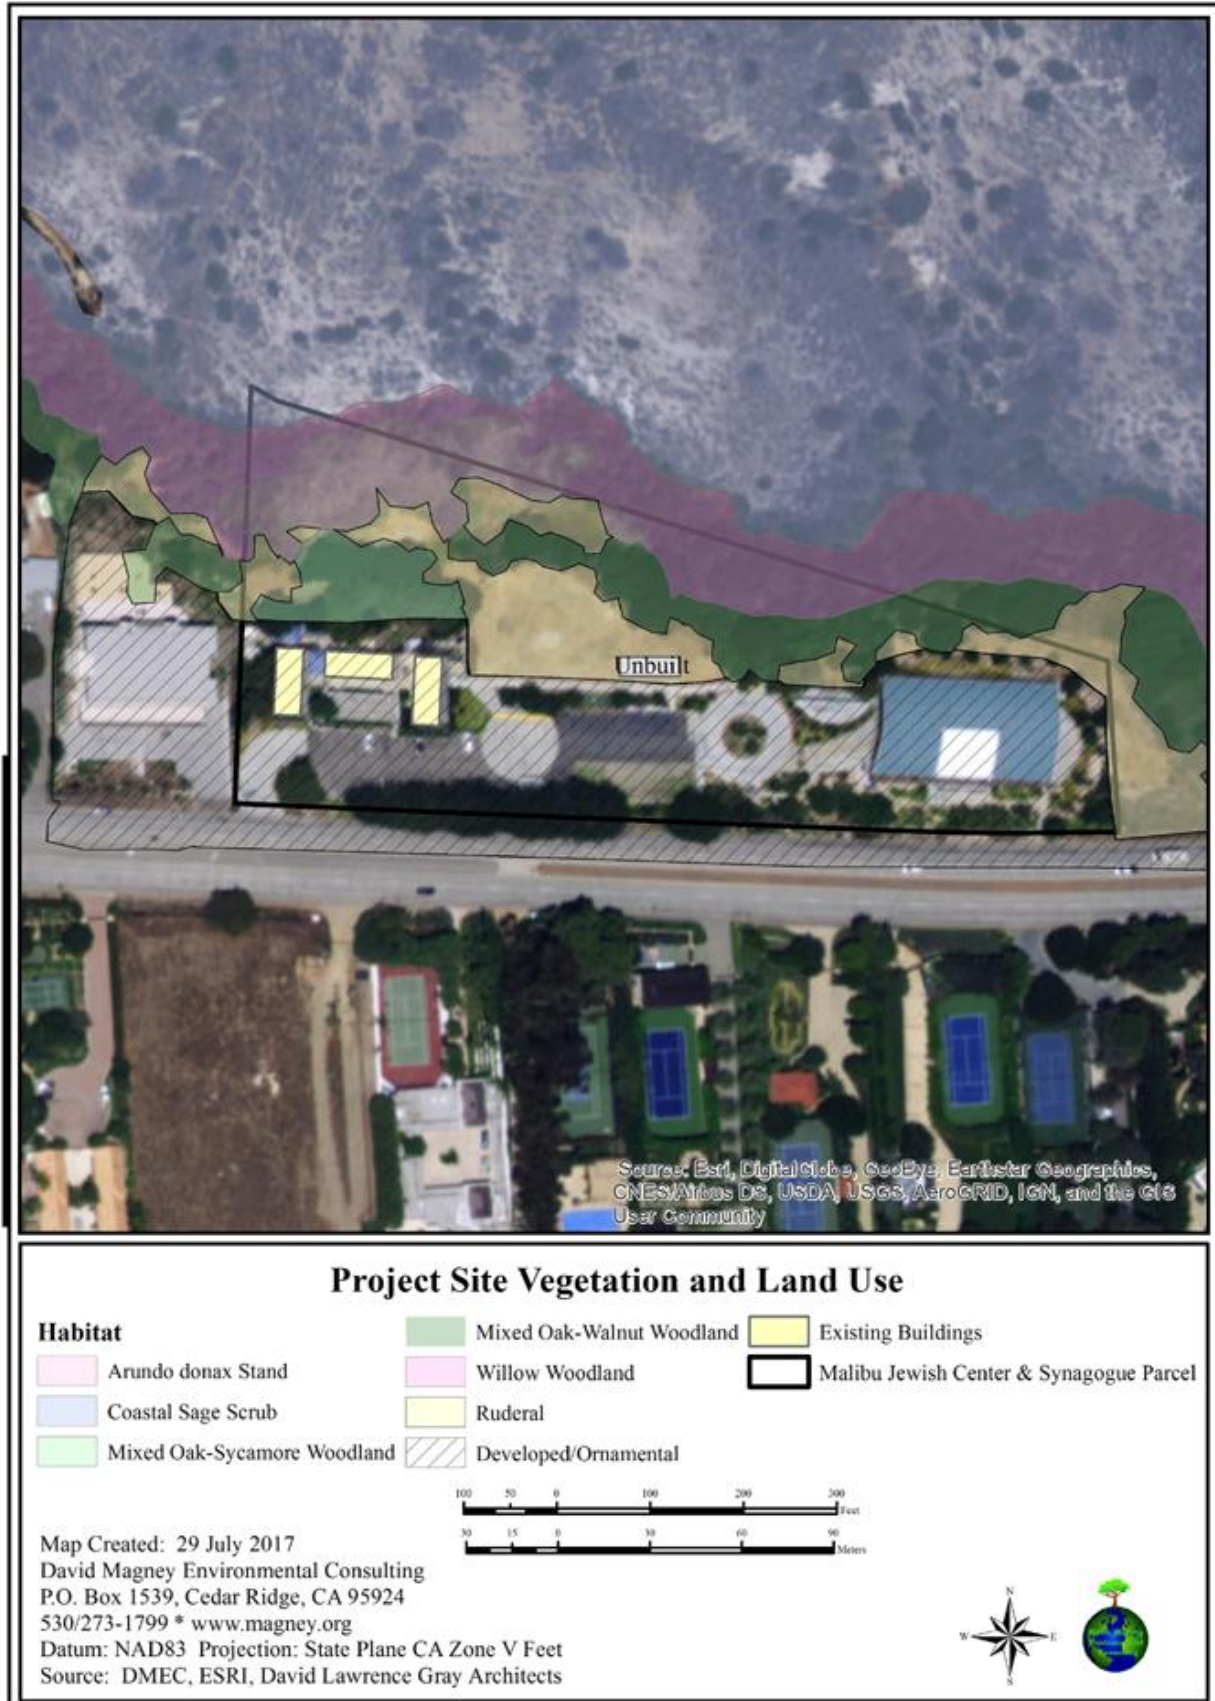 Unbuilt
Source: Esri, DigitalGlobe, GeoEye, Earthstar Geographics,
CNES/Airbus DS, USDA, USGS, AeroGRID, IGN, and the GIS
User Community
Project Site Vegetation and Land Use
Habitat
Arundo donax Stand
Coastal Sage Scrub
Mixed Oak-Sycamore Woodland
Mixed Oak-Walnut Woodland
Willow Woodland
Ruderal
Developed/Ornamental
Existing Buildings
Malibu Jewish Center & Synagogue Parcel
100 50 0 100 200 300
Feet
30 15 0 30 60 90
Meters
Map Created: 29 July 2017
David Magney Environmental Consulting
P.O. Box 1539, Cedar Ridge, CA 95924
530/273-1799 * www.magney.org
Datum: NAD83 Projection: State Plane CA Zone V Feet
Source: DMEC, ESRI, David Lawrence Gray Architects
N
W E
S